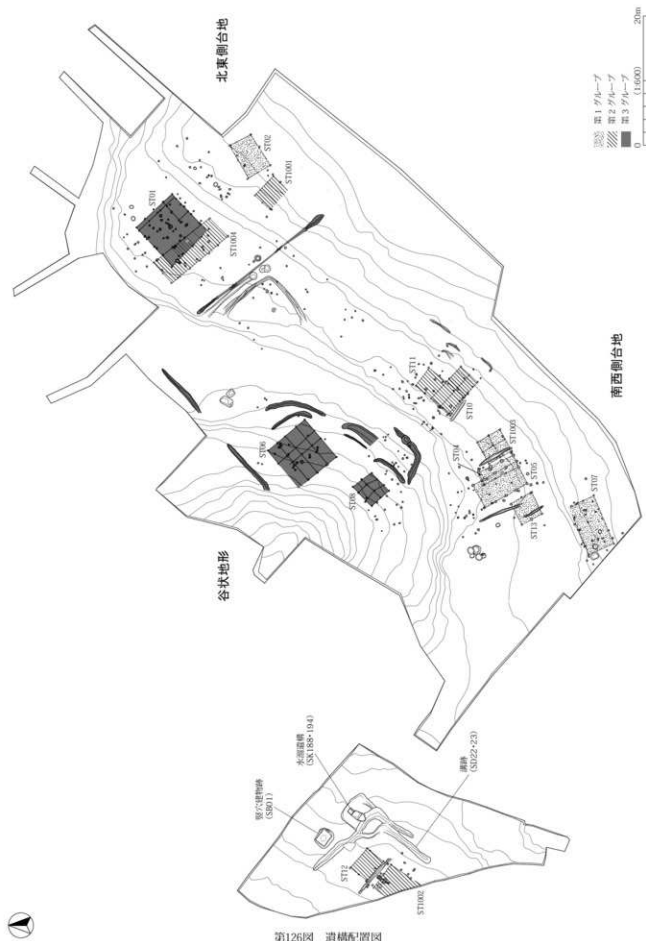 北東側台地
20m
(1:600)
0
第1グループ
第2グループ
第3グループ
ST02
ST1001
ST01
ST1004
南西側台地
ST11
ST10
ST04
ST1003
ST05
ST13
ST07
ST06
ST08
谷状地形
水溜遺構
(SK188・194)
竪穴建物跡
(SB01)
溝跡
(SD22・23)
ST12
ST1002
第126図 遺構配置図